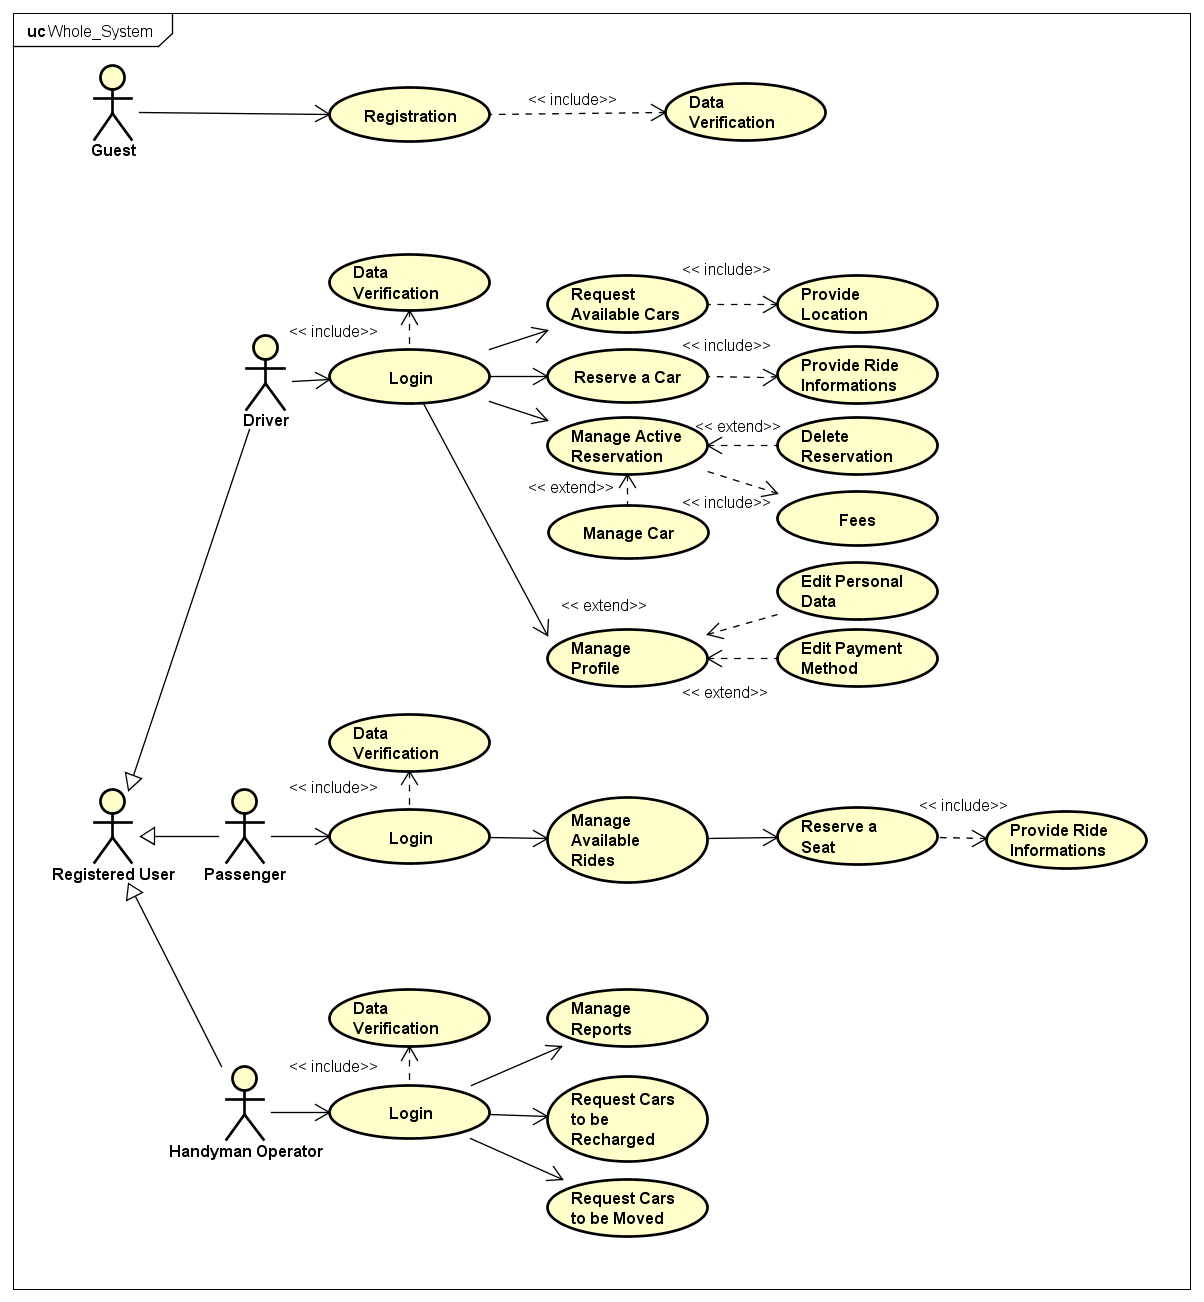 uc Whole_System
Guest
Registration
<< include>>
Data
Verification
Driver
Data
Verification
<< include>>
Login
Request
Available Cars
<< include>>
Provide
Location
Reserve a Car
<< include>>
Provide Ride
Informations
Manage Active
Reservation
<< extend>>
Delete
Reservation
<< extend>>
Manage Car
<< include>>
Fees
<< extend>>
Manage
Profile
Edit Personal
Data
Edit Payment
Method
<< extend>>
Registered User
Passenger
Data
Verification
<< include>>
Login
Manage
Available
Rides
Reserve a
Seat
<< include>>
Provide Ride
Informations
Handyman Operator
Data
Verification
<< include>>
Login
Manage
Reports
Request Cars
to be
Recharged
Request Cars
to be Moved